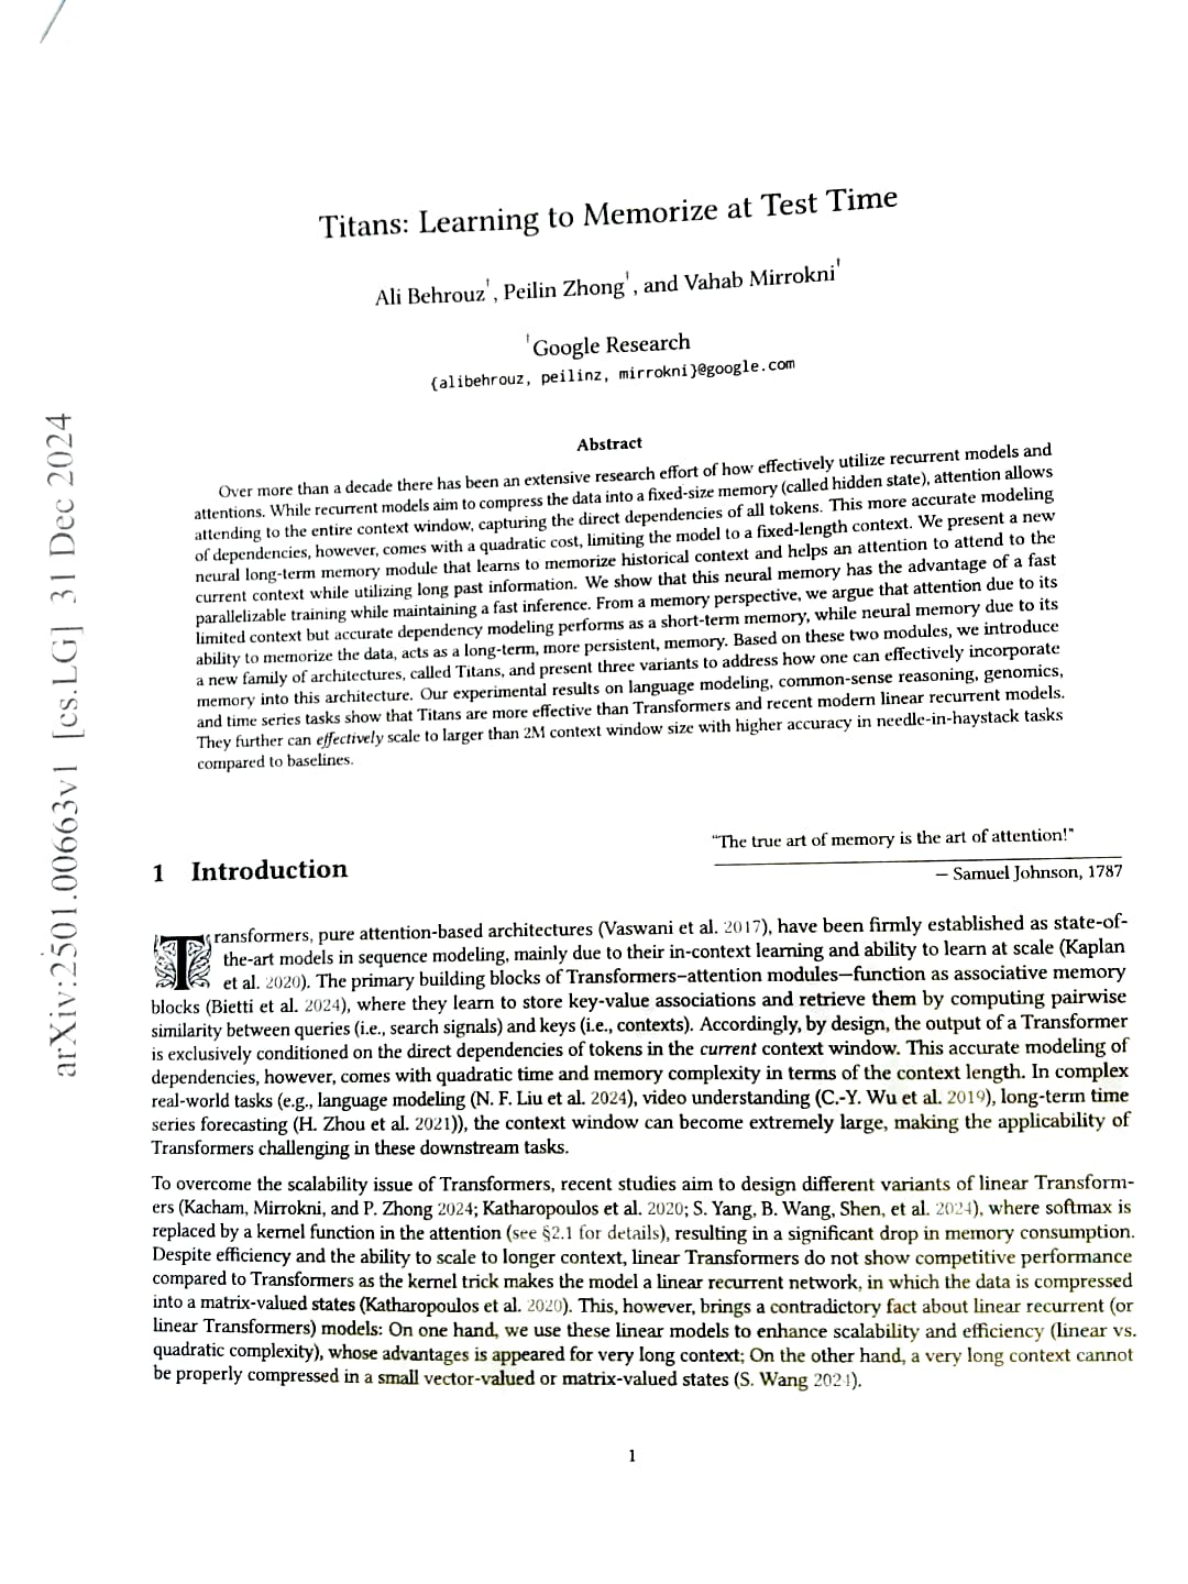 arXiv:2501.00663v1 [cs.LG] 31 Dec 2024
Titans: Learning to Memorize at Test Time
Ali Behrouz†, Peilin Zhong†, and Vahab Mirrokni†
†Google Research
{alibehrouz, peilinz, mirrokni}@google.com
Abstract
Over more than a decade there has been an extensive research effort of how effectively utilize recurrent models and
attentions. While recurrent models aim to compress the data into a fixed-size memory (called hidden state), attention allows
attending to the entire context window, capturing the direct dependencies of all tokens. This more accurate modeling
of dependencies, however, comes with a quadratic cost, limiting the model to a fixed-length context. We present a new
neural long-term memory module that learns to memorize historical context and helps an attention to attend to the
current context while utilizing long past information. We show that this neural memory has the advantage of a fast
parallelizable training while maintaining a fast inference. From a memory perspective, we argue that attention due to its
limited context but accurate dependency modeling performs as a short-term memory, while neural memory due to its
ability to memorize the data, acts as a long-term, more persistent, memory. Based on these two modules, we introduce
a new family of architectures, called Titans, and present three variants to address how one can effectively incorporate
memory into this architecture. Our experimental results on language modeling, common-sense reasoning, genomics,
and time series tasks show that Titans are more effective than Transformers and recent modern linear recurrent models.
They further can effectively scale to larger than 2M context window size with higher accuracy in needle-in-haystack tasks
compared to baselines.
"The true art of memory is the art of attention!"
— Samuel Johnson, 1787
1 Introduction
Transformers, pure attention-based architectures (Vaswani et al. 2017), have been firmly established as state-of-
the-art models in sequence modeling, mainly due to their in-context learning and ability to learn at scale (Kaplan
et al. 2020). The primary building blocks of Transformers–attention modules—function as associative memory
blocks (Bietti et al. 2024), where they learn to store key-value associations and retrieve them by computing pairwise
similarity between queries (i.e., search signals) and keys (i.e., contexts). Accordingly, by design, the output of a Transformer
is exclusively conditioned on the direct dependencies of tokens in the current context window. This accurate modeling of
dependencies, however, comes with quadratic time and memory complexity in terms of the context length. In complex
real-world tasks (e.g., language modeling (N. F. Liu et al. 2024), video understanding (C.-Y. Wu et al. 2019), long-term time
series forecasting (H. Zhou et al. 2021)), the context window can become extremely large, making the applicability of
Transformers challenging in these downstream tasks.
To overcome the scalability issue of Transformers, recent studies aim to design different variants of linear Transform-
ers (Kacham, Mirrokni, and P. Zhong 2024; Katharopoulos et al. 2020; S. Yang, B. Wang, Shen, et al. 2024), where softmax is
replaced by a kernel function in the attention (see §2.1 for details), resulting in a significant drop in memory consumption.
Despite efficiency and the ability to scale to longer context, linear Transformers do not show competitive performance
compared to Transformers as the kernel trick makes the model a linear recurrent network, in which the data is compressed
into a matrix-valued states (Katharopoulos et al. 2020). This, however, brings a contradictory fact about linear recurrent (or
linear Transformers) models: On one hand, we use these linear models to enhance scalability and efficiency (linear vs.
quadratic complexity), whose advantages is appeared for very long context; On the other hand, a very long context cannot
be properly compressed in a small vector-valued or matrix-valued states (S. Wang 2024).
1